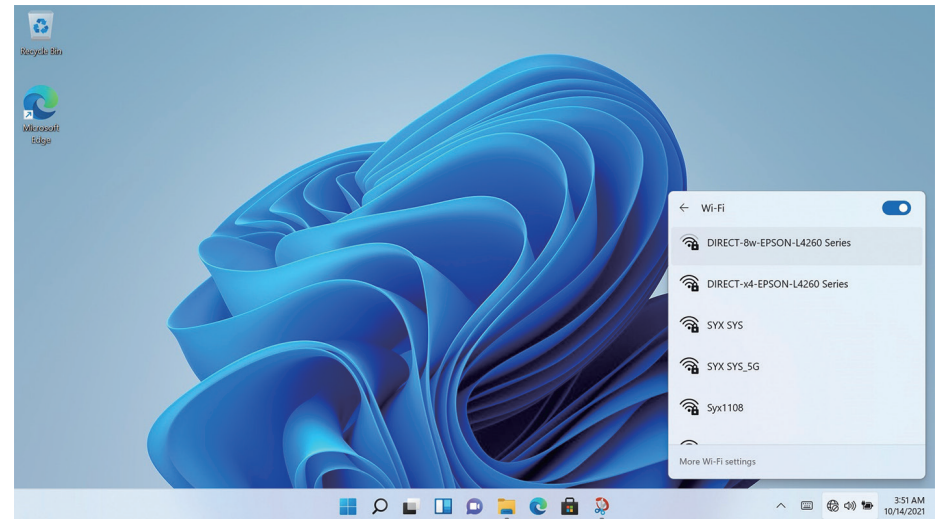 Recycle Bin
Microsoft
Edge
Wi-Fi
DIRECT-8w-EPSON-L4260 Series
DIRECT-x4-EPSON-L4260 Series
SYX SYS
SYX SYS_5G
Syx1108
More Wi-Fi settings
3:51 AM
10/14/2021